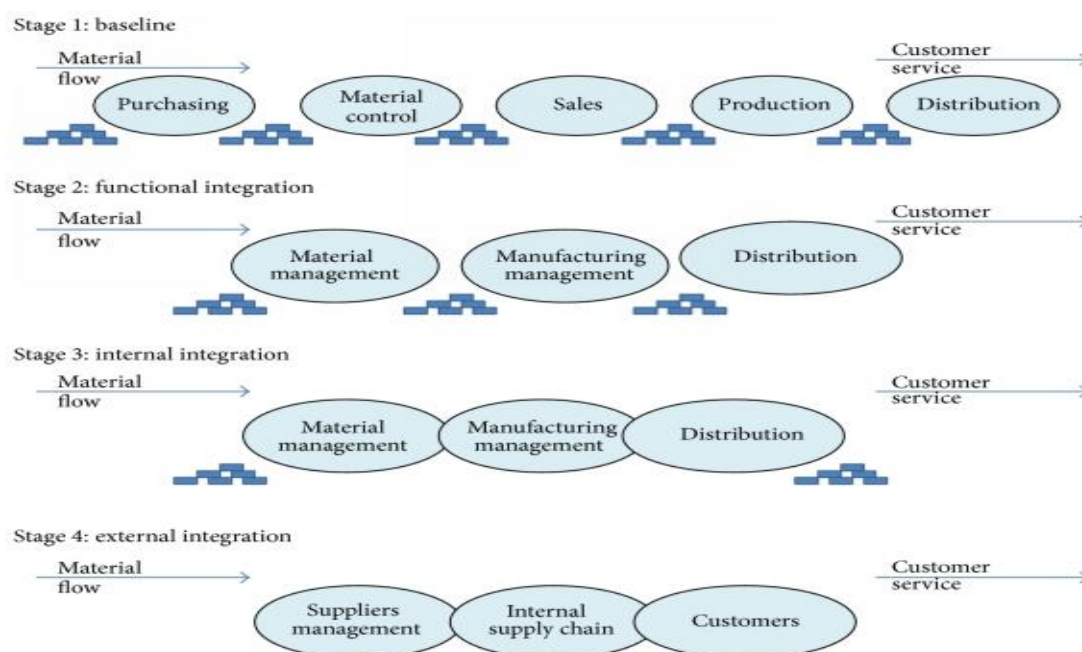 Stage 1: baseline
Material
flow
Customer
service
Purchasing
Material
control
Sales
Production
Distribution
Stage 2: functional integration
Material
flow
Customer
service
Material
management
Manufacturing
management
Distribution
Stage 3: internal integration
Material
flow
Customer
service
Material
management
Manufacturing
management
Distribution
Stage 4: external integration
Material
flow
Customer
service
Suppliers
management
Internal
supply chain
Customers